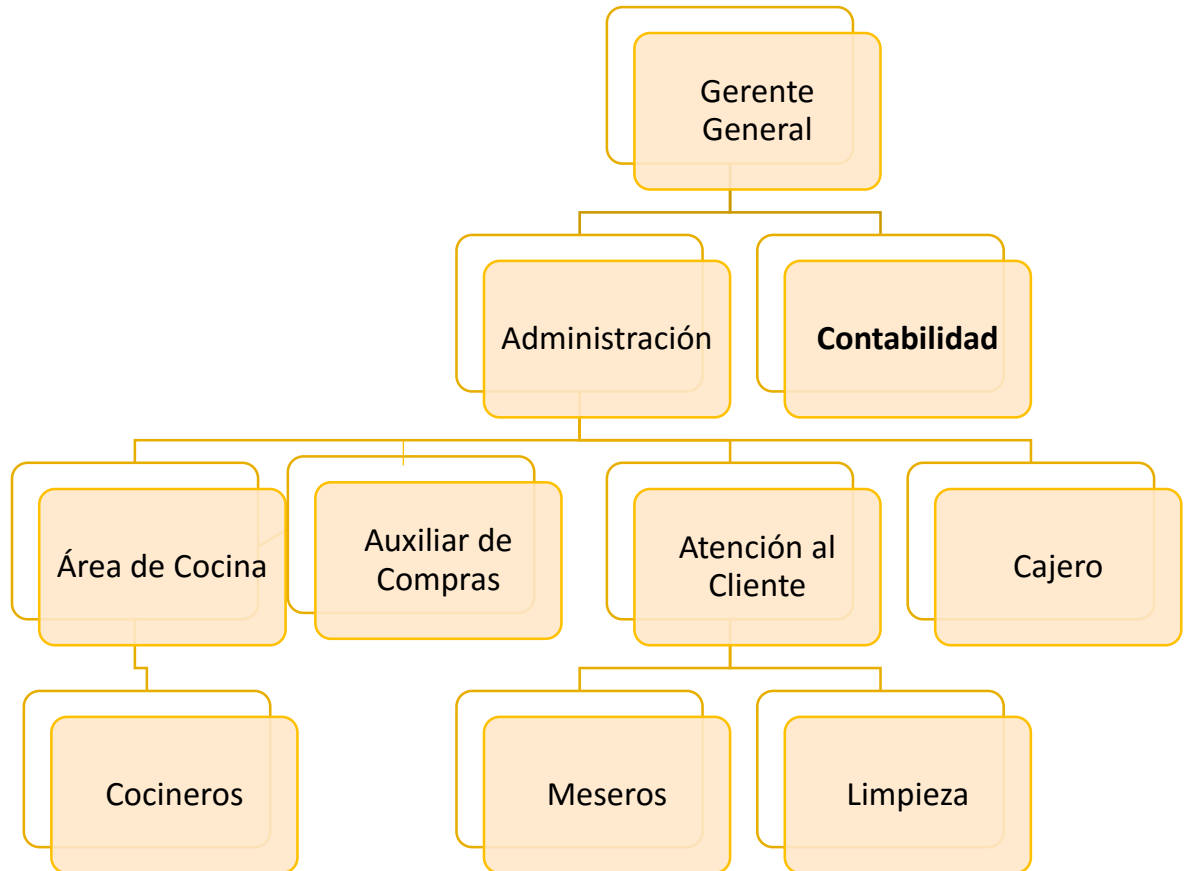 Gerente
General
Administración
Contabilidad
Área de Cocina
Auxiliar de
Compras
Atención al
Cliente
Cajero
Cocineros
Meseros
Limpieza